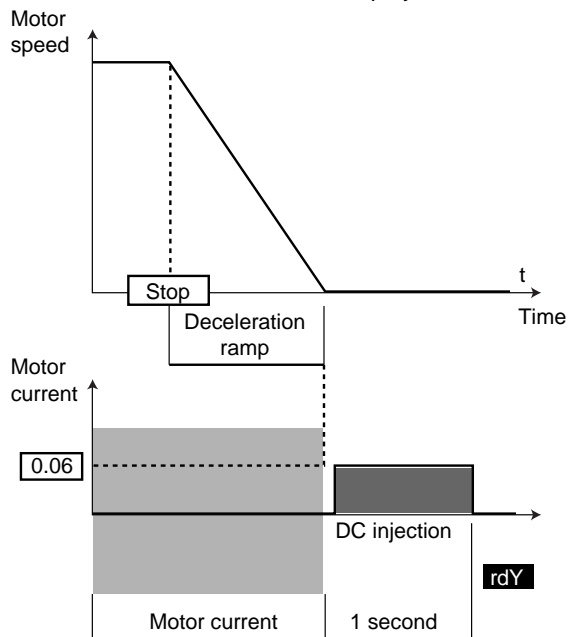 Motor
speed
t
Stop
Time
Deceleration
ramp
Motor
current
0.06
DC injection
rdY
Motor current
1 second